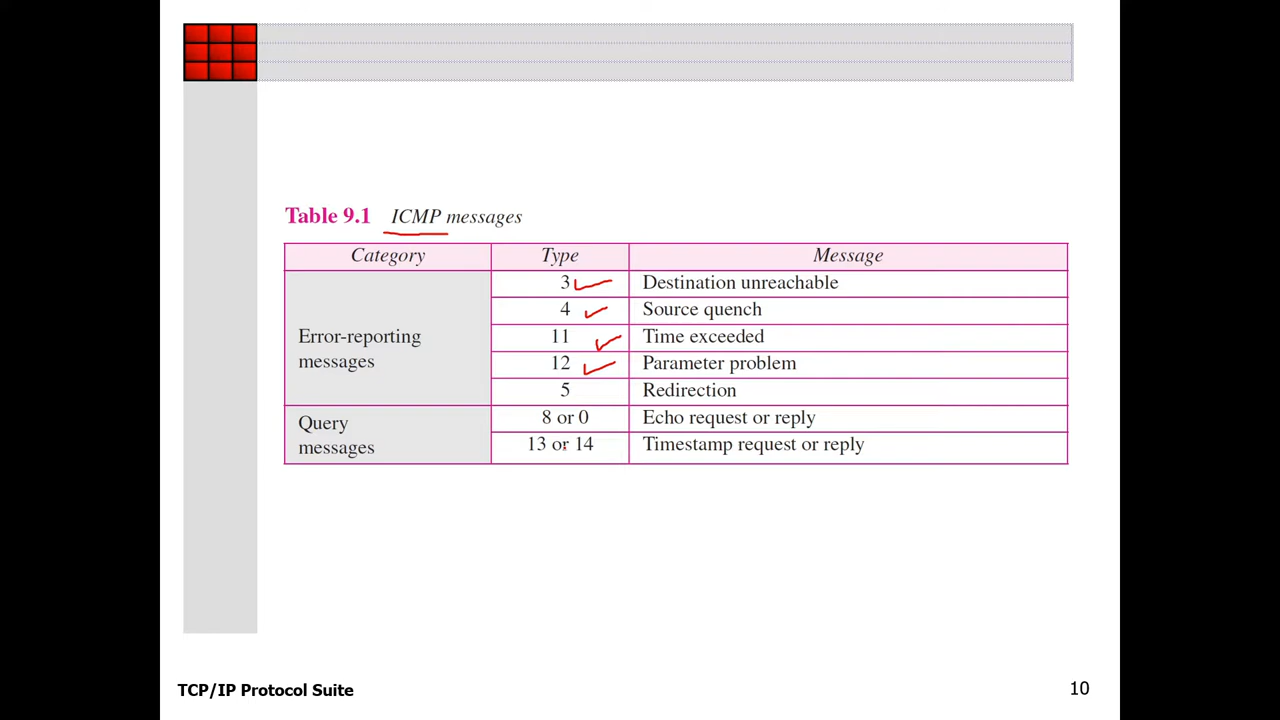 Table 9.1 ICMP messages
Category Type Message
3 Destination unreachable
4 Source quench
Error-reporting messages
11 Time exceeded
12 Parameter problem
5 Redirection
Query messages
8 or 0 Echo request or reply
13 or 14 Timestamp request or reply
TCP/IP Protocol Suite
10